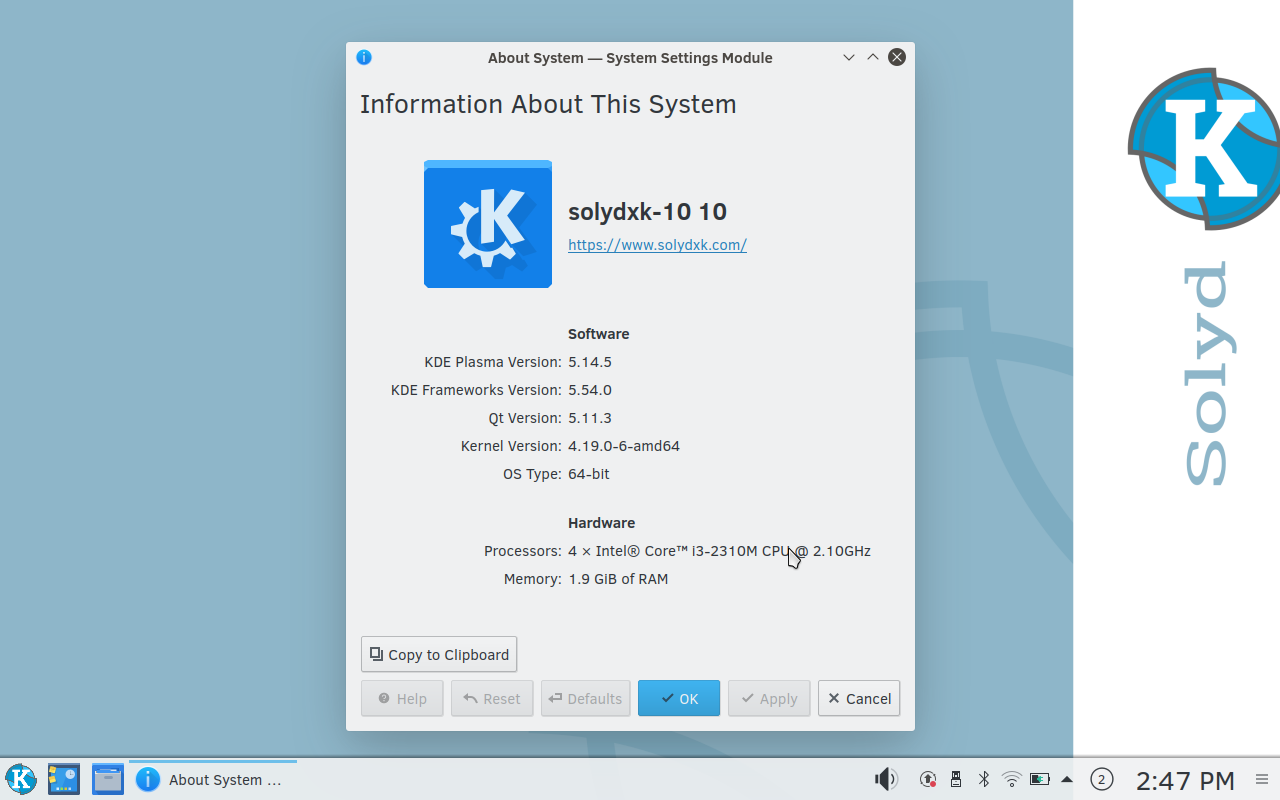 About System — System Settings Module
Information About This System
solydxk-10 10
https://www.solydxk.com/
Software
KDE Plasma Version: 5.14.5
KDE Frameworks Version: 5.54.0
Qt Version: 5.11.3
Kernel Version: 4.19.0-6-amd64
OS Type: 64-bit
Hardware
Processors: 4 × Intel® Core™ i3-2310M CPU @ 2.10GHz
Memory: 1.9 GiB of RAM
Copy to Clipboard
Help Reset Defaults OK Apply Cancel
K
Solyd
About System ... 2 2:47 PM